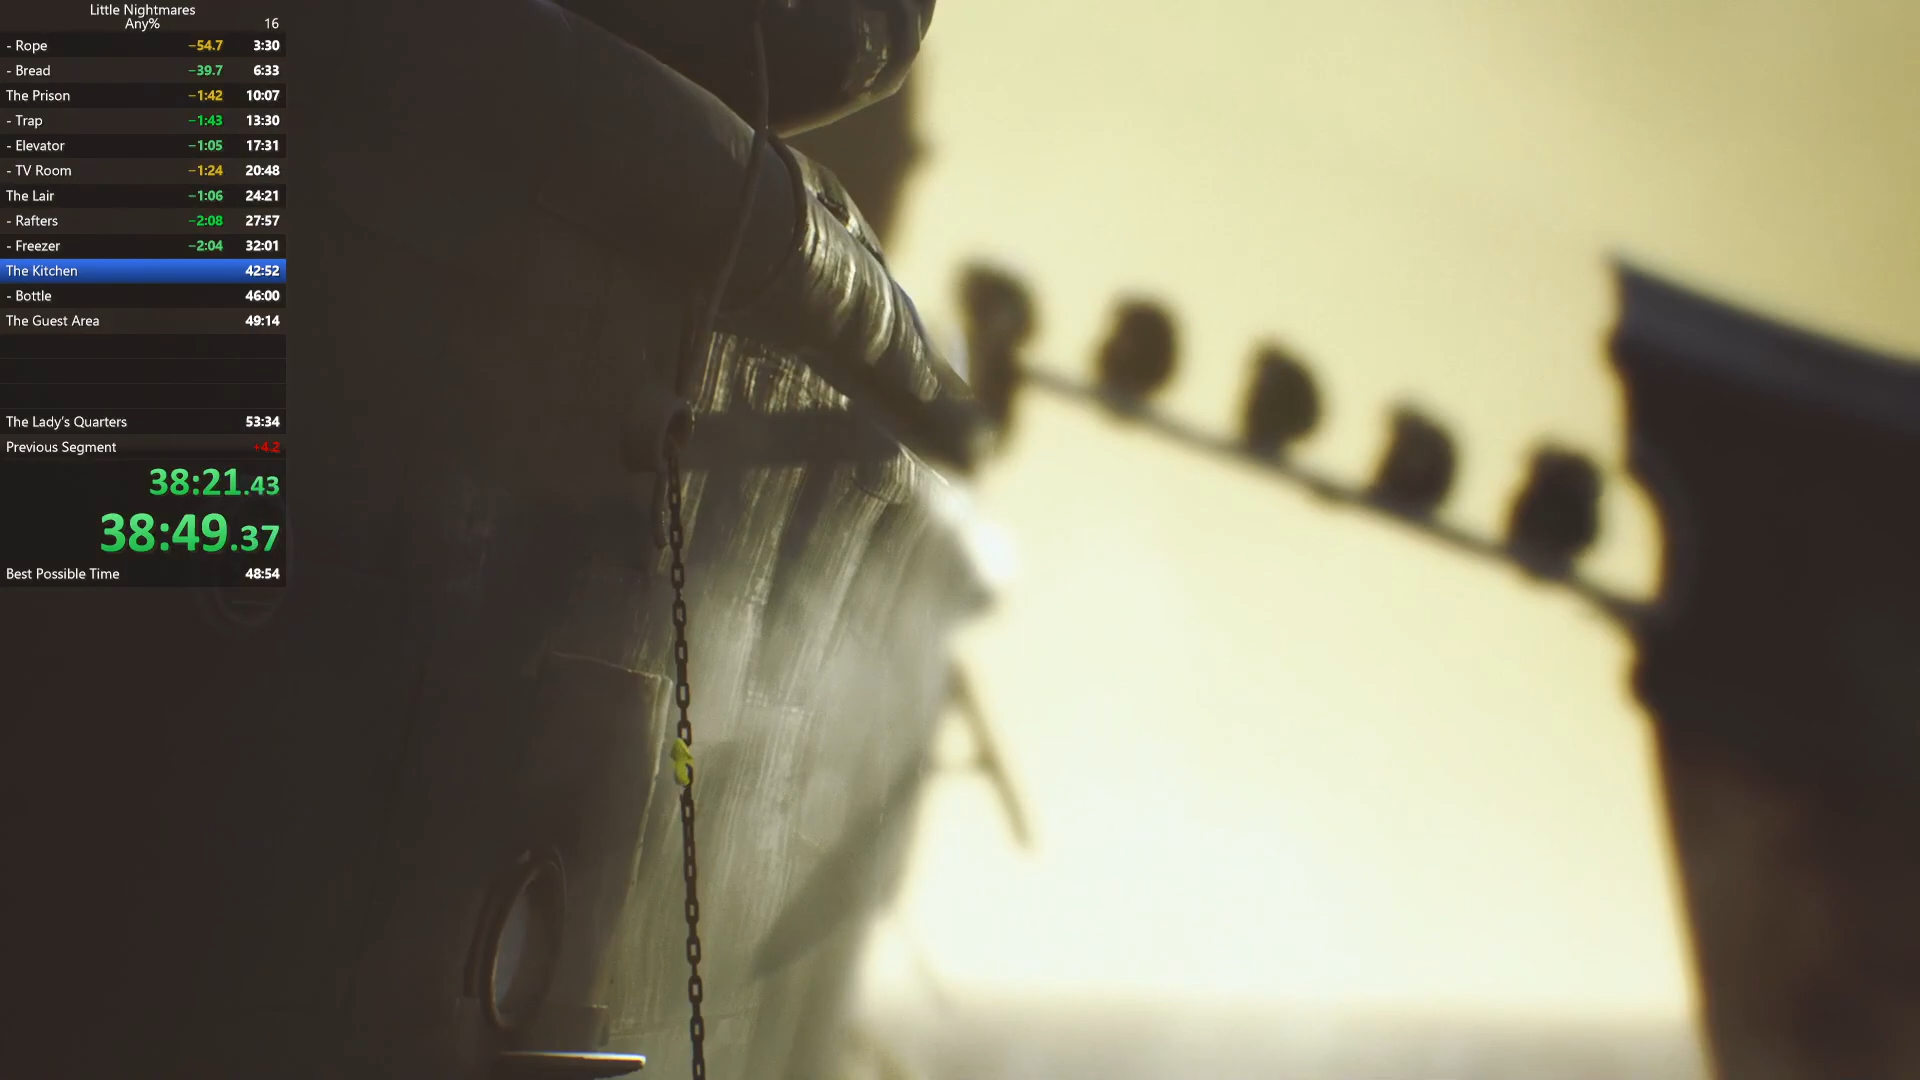 Little Nightmares
Any% 16
- Rope −54.7 3:30
- Bread −39.7 6:33
The Prison −1:42 10:07
- Trap −1:43 13:30
- Elevator −1:05 17:31
- TV Room −1:24 20:48
The Lair −1:06 24:21
- Rafters −2:08 27:57
- Freezer −2:04 32:01
The Kitchen 42:52
- Bottle 46:00
The Guest Area 49:14
The Lady's Quarters 53:34
Previous Segment +4.2
38:21.43
38:49.37
Best Possible Time 48:54